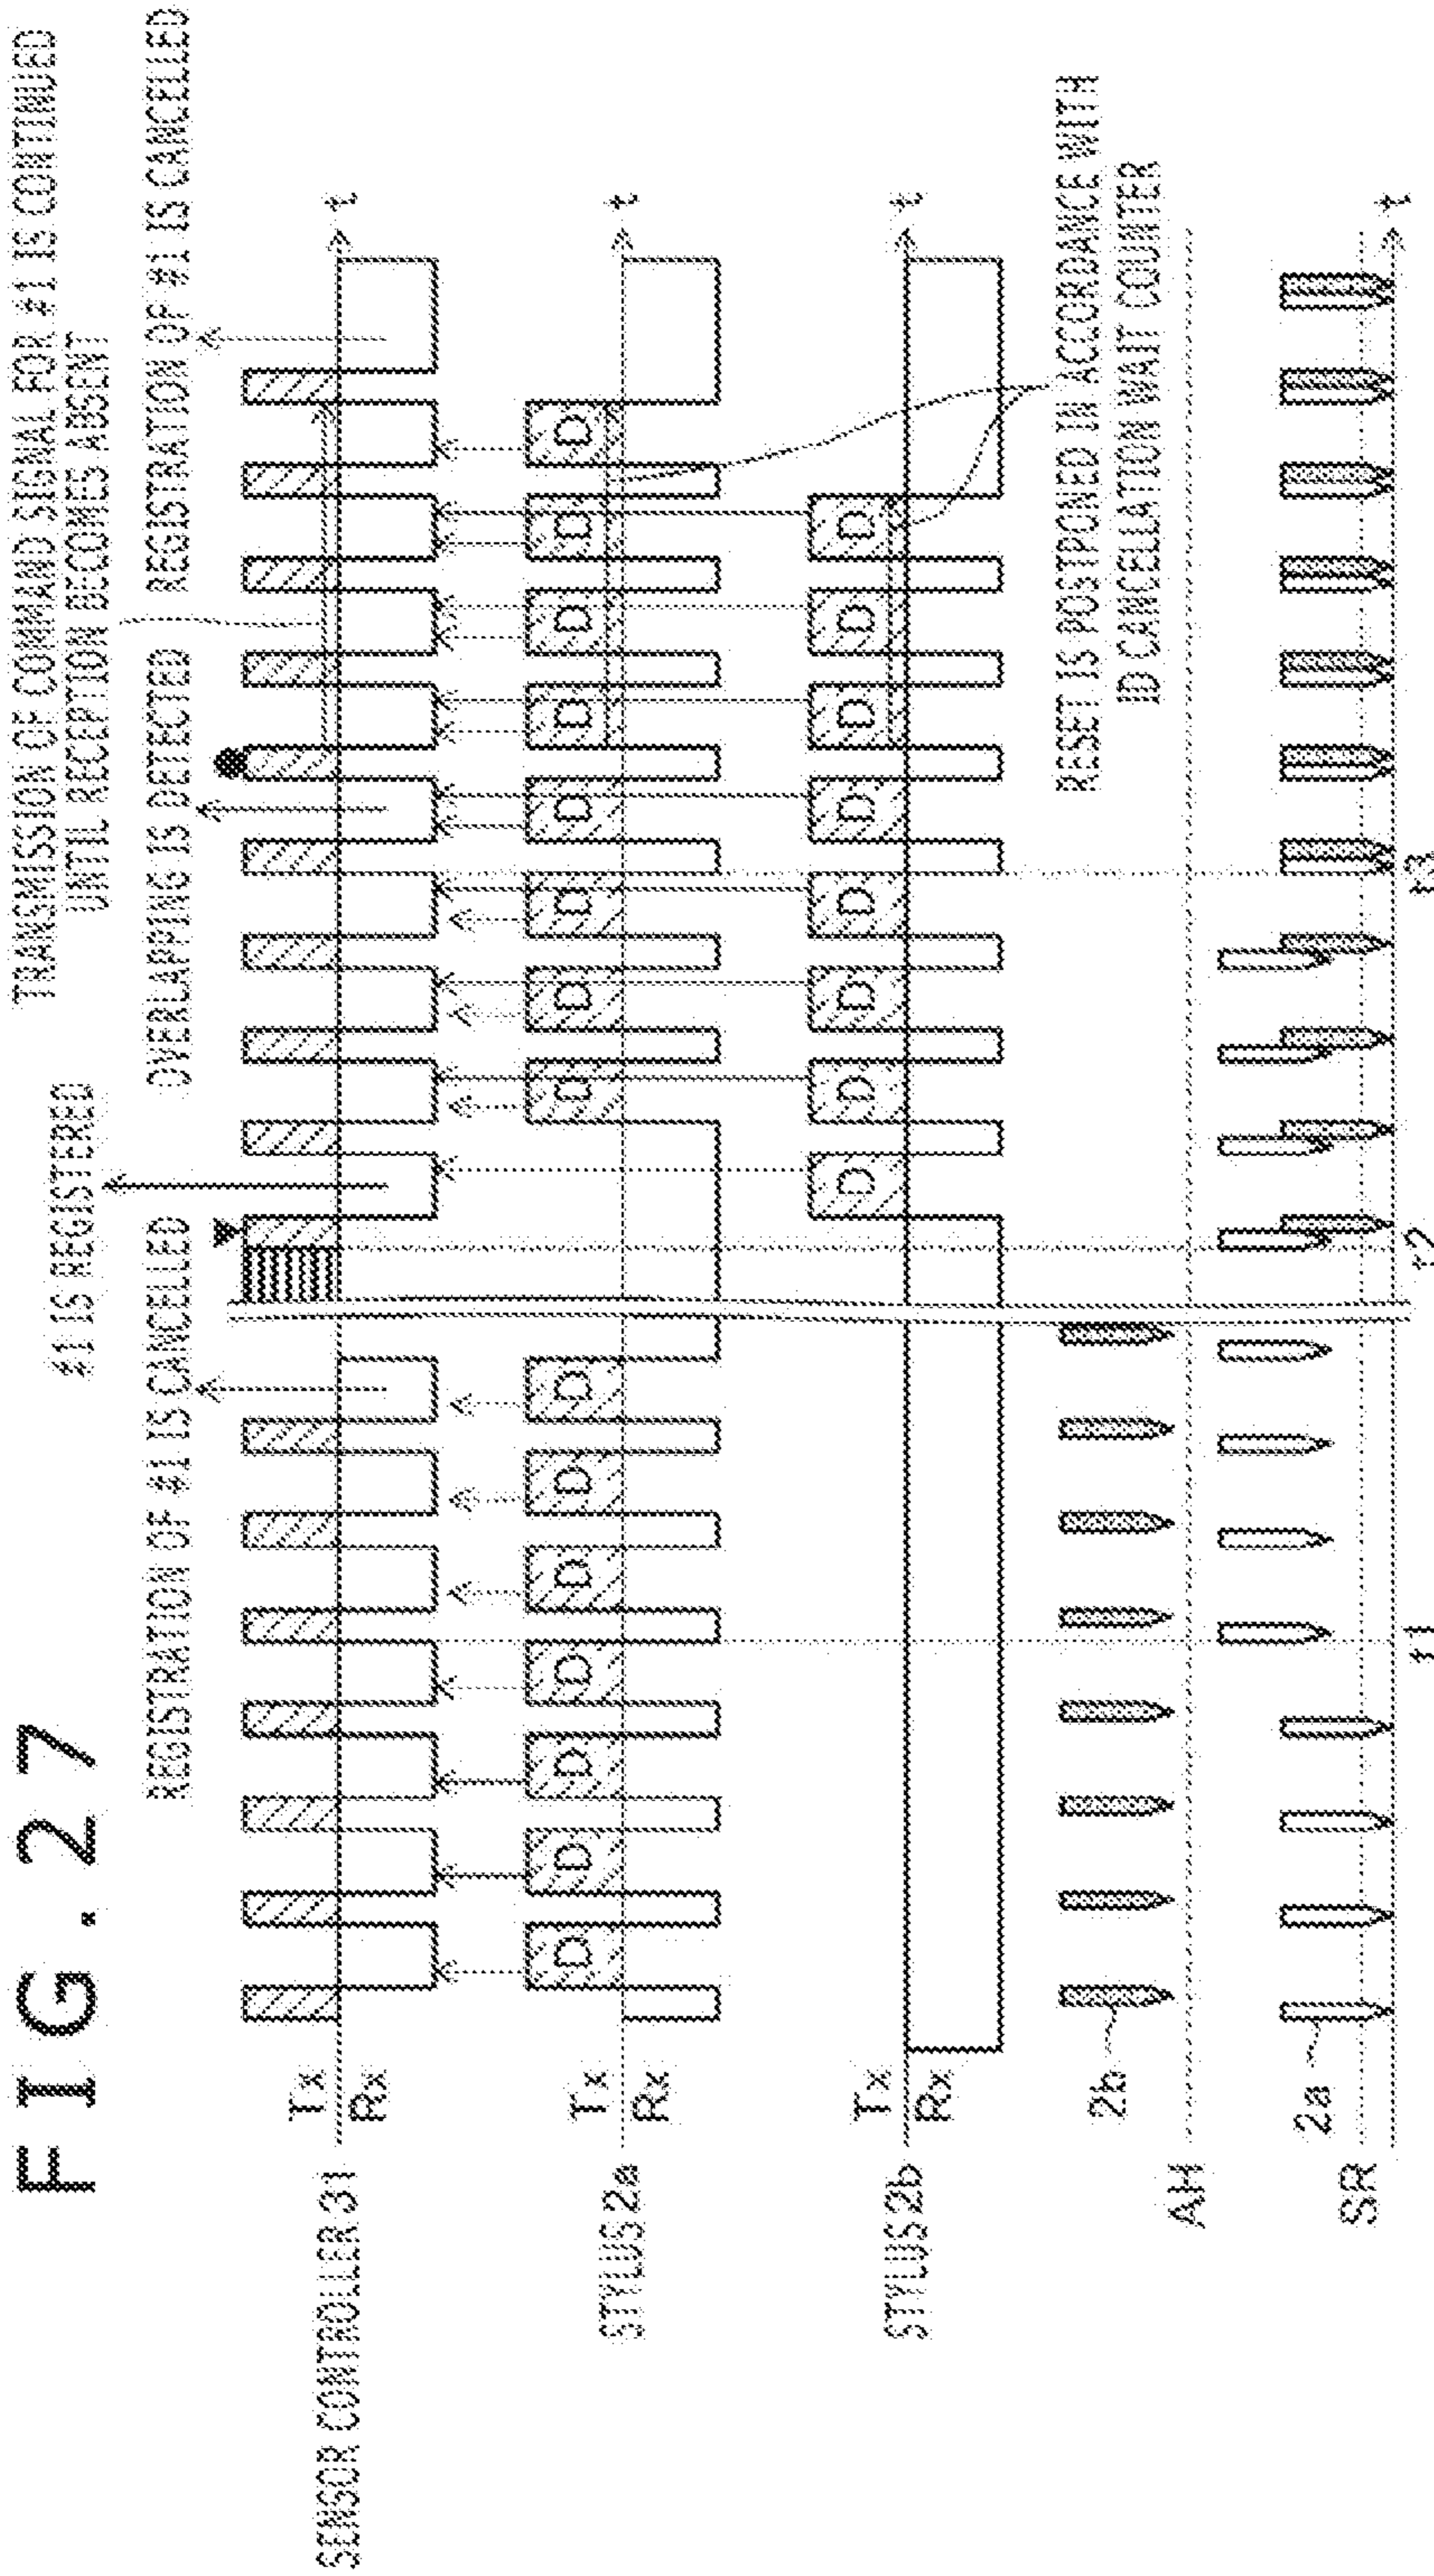 FIG. 27
TRANSMISSION OF COMMAND SIGNAL FOR #1 IS CONTINUED
UNTIL RECEPTION BECOMES ABSENT
#1 IS REGISTERED
REGISTRATION OF #1 IS CANCELLED
OVERLAPPING IS DETECTED
REGISTRATION OF #1 IS CANCELLED
SENSOR CONTROLLER 31
Tx
Rx
t
STYLUS 2a
Tx
Rx
D D D D D D D D D D D D D D D
t
STYLUS 2b
Tx
Rx
D D D D D D D D
t
RESET IS POSTPONED IN ACCORDANCE WITH
ID CANCELLATION WAIT COUNTER
2b
AH
2a
SR
t
t1
t2
t3